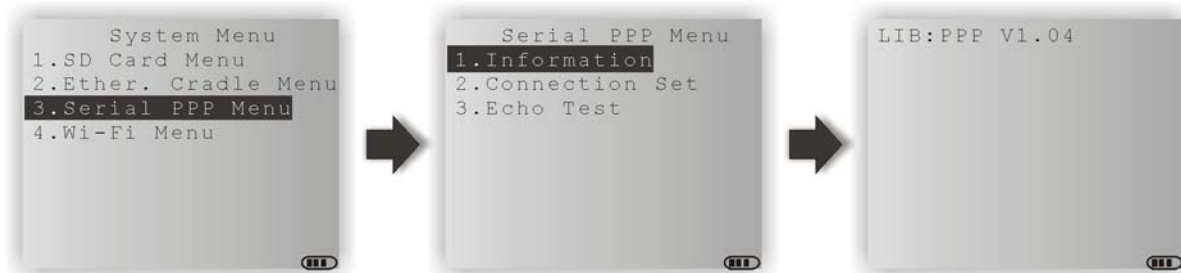 System Menu
1.SD Card Menu
2.Ether. Cradle Menu
3.Serial PPP Menu
4.Wi-Fi Menu
Serial PPP Menu
1.Information
2.Connection Set
3.Echo Test
LIB:PPP V1.04